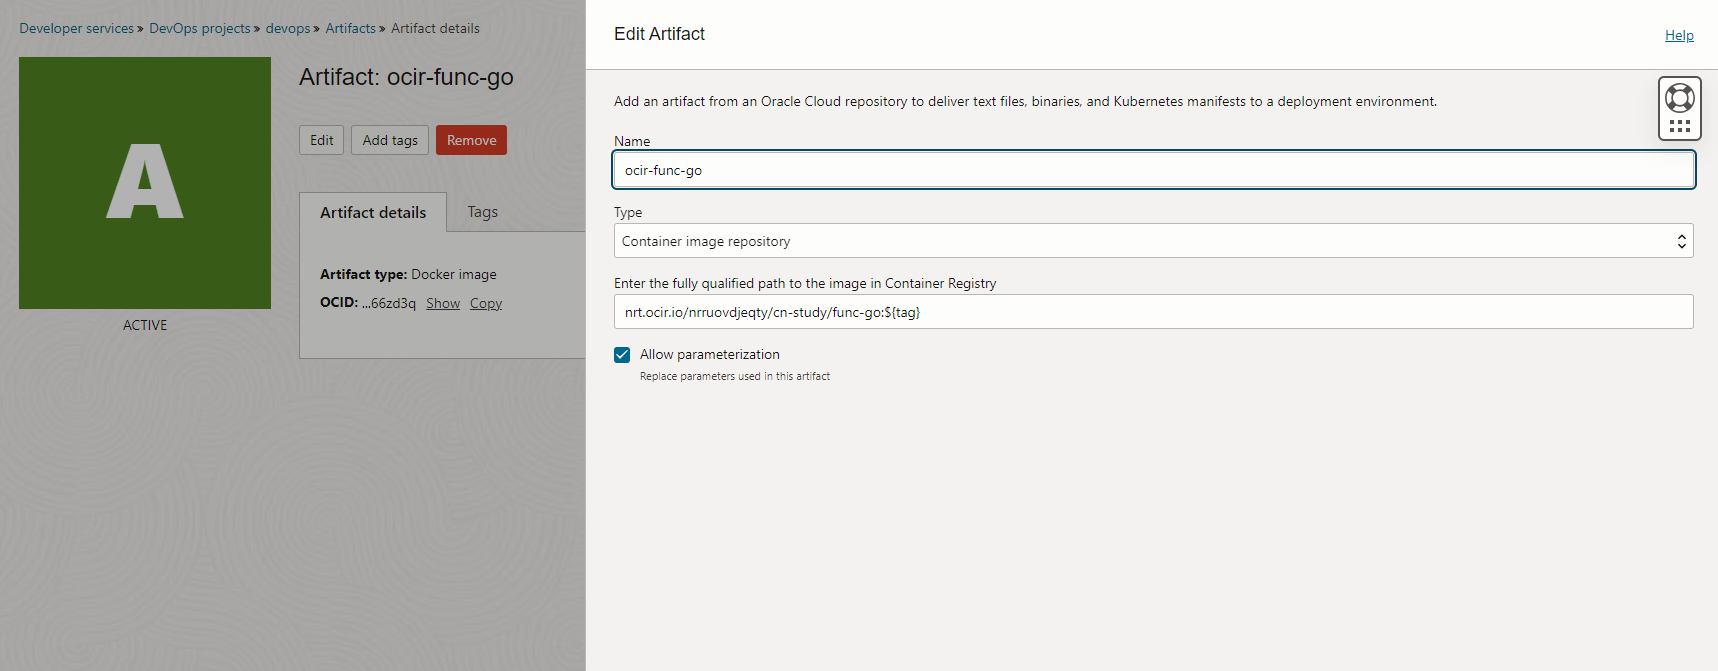 Developer services » DevOps projects » devops » Artifacts » Artifact details
A
ACTIVE
Artifact: ocir-func-go
Edit
Add tags
Remove
Artifact details
Tags
Artifact type: Docker image
OCID: ...66zd3q Show Copy
Edit Artifact
Help
Add an artifact from an Oracle Cloud repository to deliver text files, binaries, and Kubernetes manifests to a deployment environment.
Name
ocir-func-go
Type
Container image repository
Enter the fully qualified path to the image in Container Registry
nrt.ocir.io/nrruovdjeqty/cn-study/func-go:${tag}
Allow parameterization
Replace parameters used in this artifact